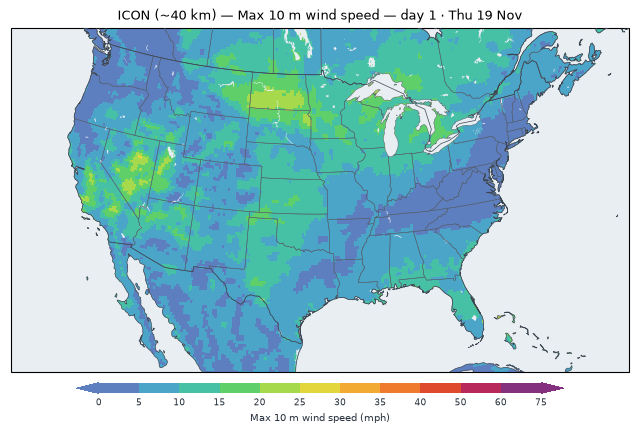 ICON (~40 km) — Max 10 m wind speed — day 1 · Thu 19 Nov
0 5 10 15 20 25 30 35 40 50 60 75
Max 10 m wind speed (mph)